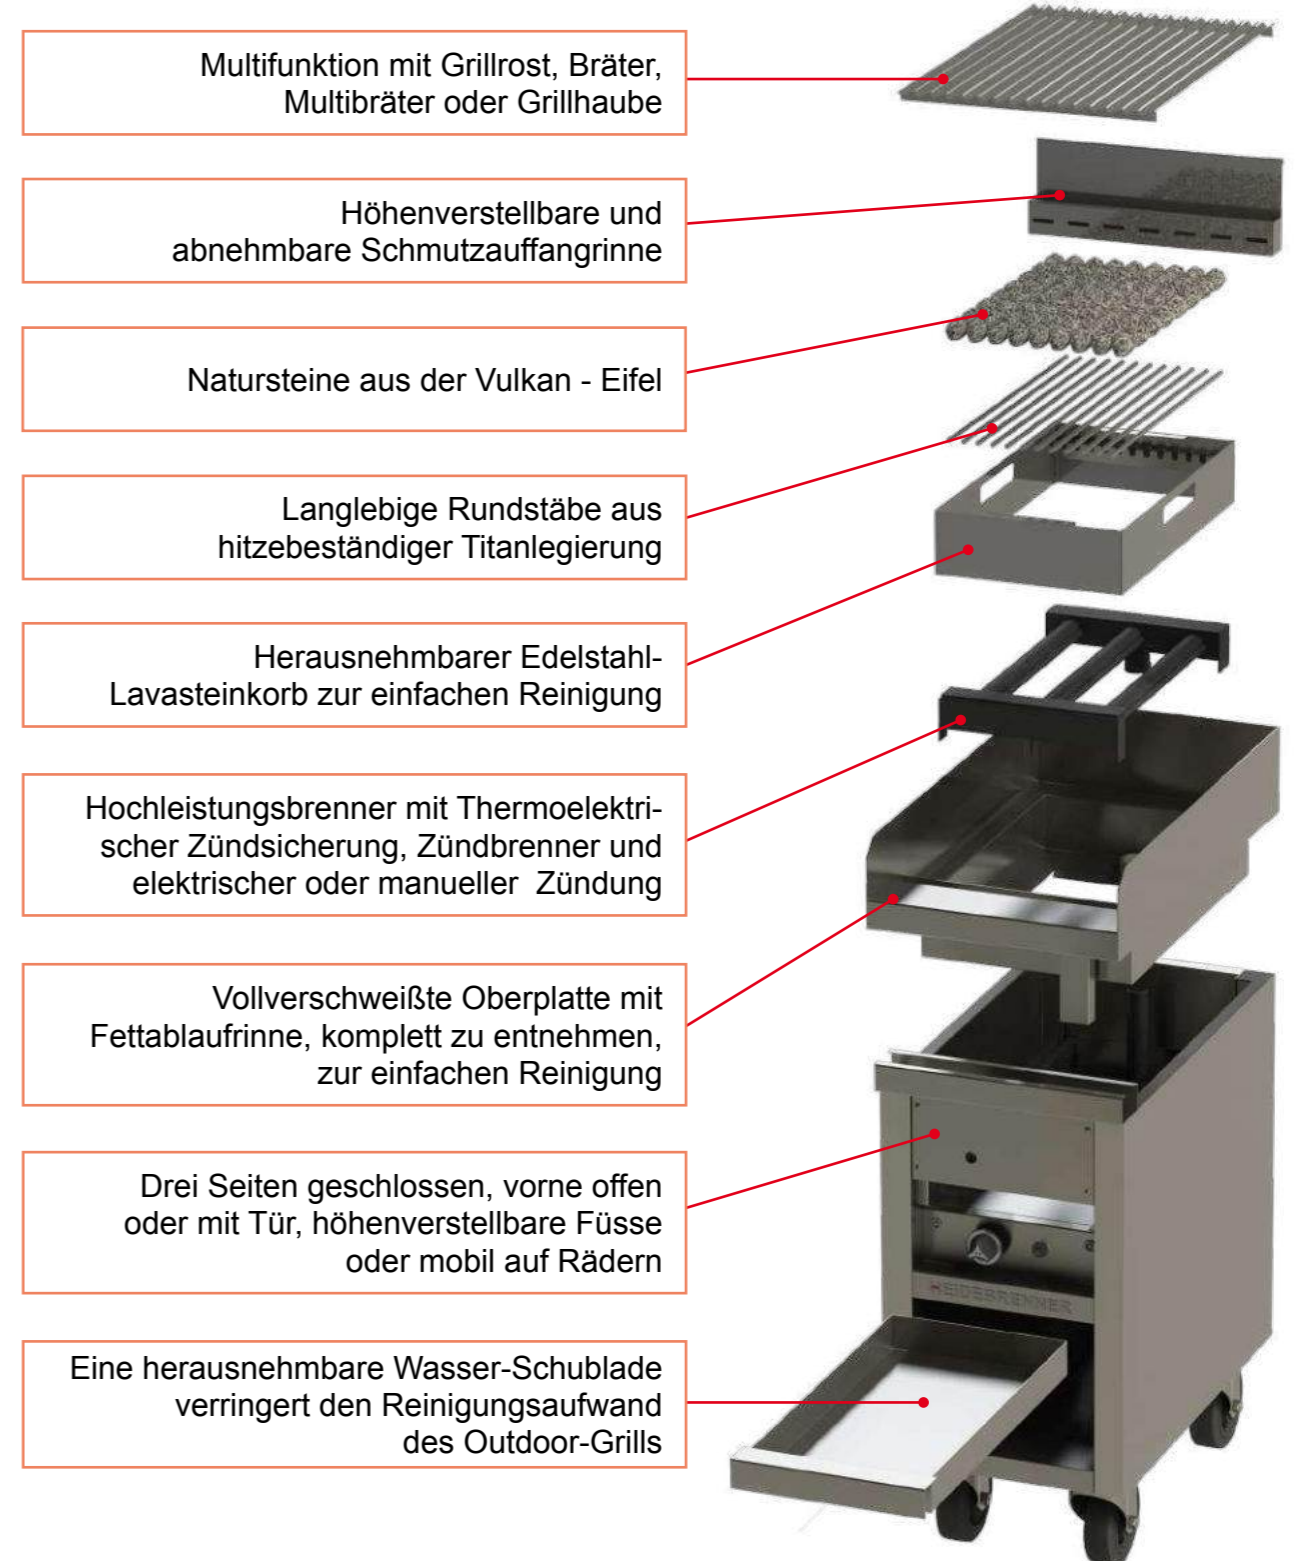 Multifunktion mit Grillrost, Bräter,
Multibräter oder Grillhaube
Höhenverstellbare und
abnehmbare Schmutzauffangrinne
Natursteine aus der Vulkan - Eifel
Langlebige Rundstäbe aus
hitzebeständiger Titanlegierung
Herausnehmbarer Edelstahl-
Lavasteinkorb zur einfachen Reinigung
Hochleistungsbrenner mit Thermoelektri-
scher Zündsicherung, Zündbrenner und
elektrischer oder manueller Zündung
Vollverschweißte Oberplatte mit
Fettablaufrinne, komplett zu entnehmen,
zur einfachen Reinigung
Drei Seiten geschlossen, vorne offen
oder mit Tür, höhenverstellbare Füsse
oder mobil auf Rädern
HEIDEBRENNER
Eine herausnehmbare Wasser-Schublade
verringert den Reinigungsaufwand
des Outdoor-Grills